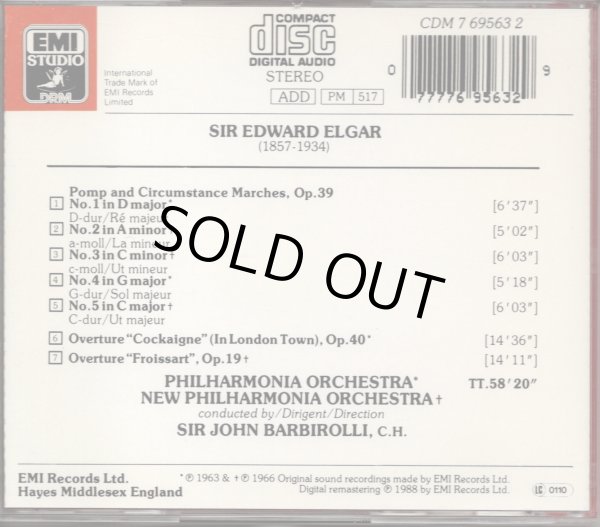 EMI
STUDIO
DRM
International
Trade Mark of
EMI Records
Limited
COMPACT
disc
DIGITAL AUDIO
STEREO
ADD PM 517
CDM 7 69563 2
0 77776 95632 9
SIR EDWARD ELGAR
(1857-1934)
Pomp and Circumstance Marches, Op.39
1 No.1 in D major* [6'37"]
D-dur/Ré majeur
2 No.2 in A minor† [5'02"]
a-moll/La mineur
3 No.3 in C minor† [6'03"]
c-moll/Ut mineur
4 No.4 in G major* [5'18"]
G-dur/Sol majeur
5 No.5 in C major† [6'03"]
C-dur/Ut majeur
6 Overture "Cockaigne" (In London Town), Op.40* [14'36"]
7 Overture "Froissart", Op.19† [14'11"]
SOLD OUT
PHILHARMONIA ORCHESTRA* TT.58'20"
NEW PHILHARMONIA ORCHESTRA†
conducted by/Dirigent/Direction
SIR JOHN BARBIROLLI, C.H.
EMI Records Ltd.
Hayes Middlesex England
*℗ 1963 & †℗ 1966 Original sound recordings made by EMI Records Ltd.
Digital remastering ℗ 1988 by EMI Records Ltd.
LC 0110